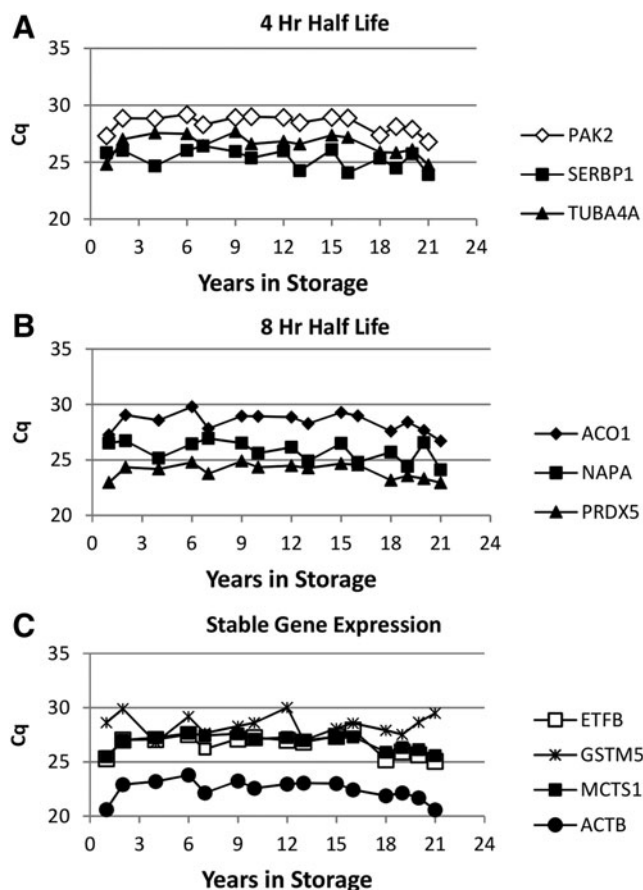 A
4 Hr Half Life
35
30
25
20
Cq
0 3 6 9 12 15 18 21 24
Years in Storage
PAK2
SERBP1
TUBA4A
B
8 Hr Half Life
35
30
25
20
Cq
0 3 6 9 12 15 18 21 24
Years in Storage
ACO1
NAPA
PRDX5
C
Stable Gene Expression
35
30
25
20
Cq
0 3 6 9 12 15 18 21 24
Years in Storage
ETFB
GSTM5
MCTS1
ACTB